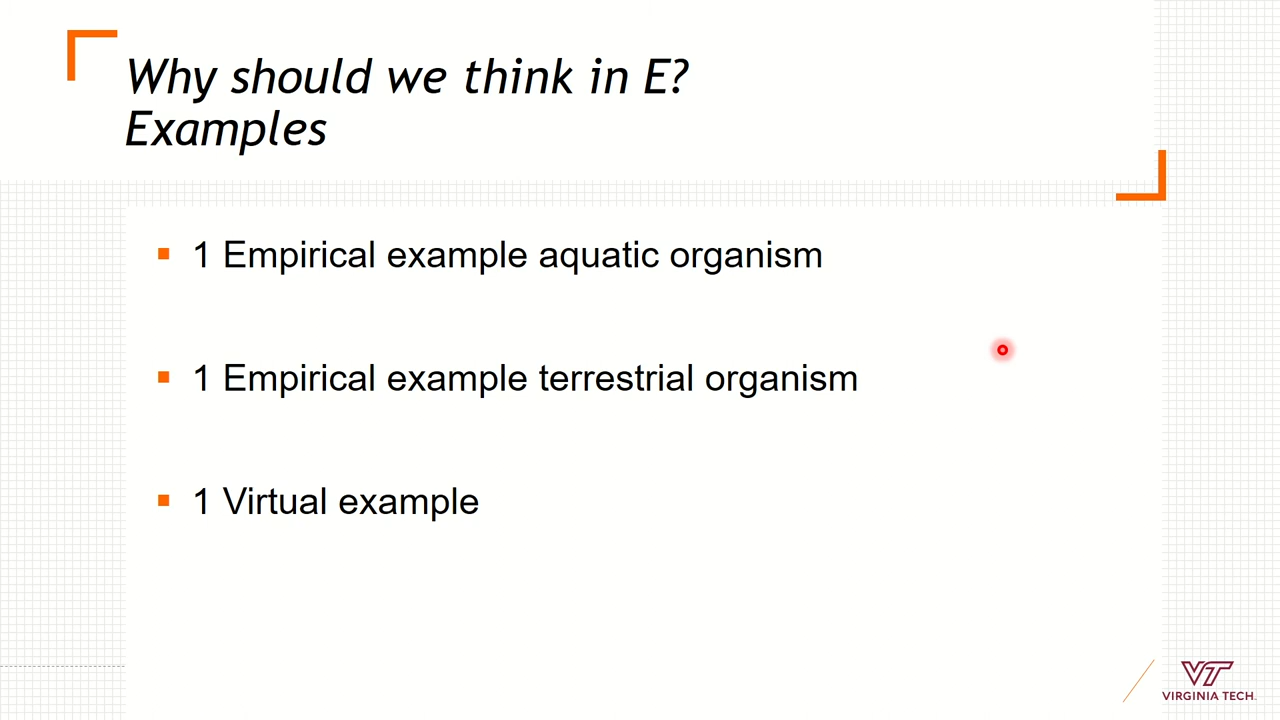 Why should we think in E?
Examples
1 Empirical example aquatic organism
1 Empirical example terrestrial organism
1 Virtual example
VT
VIRGINIA TECH.